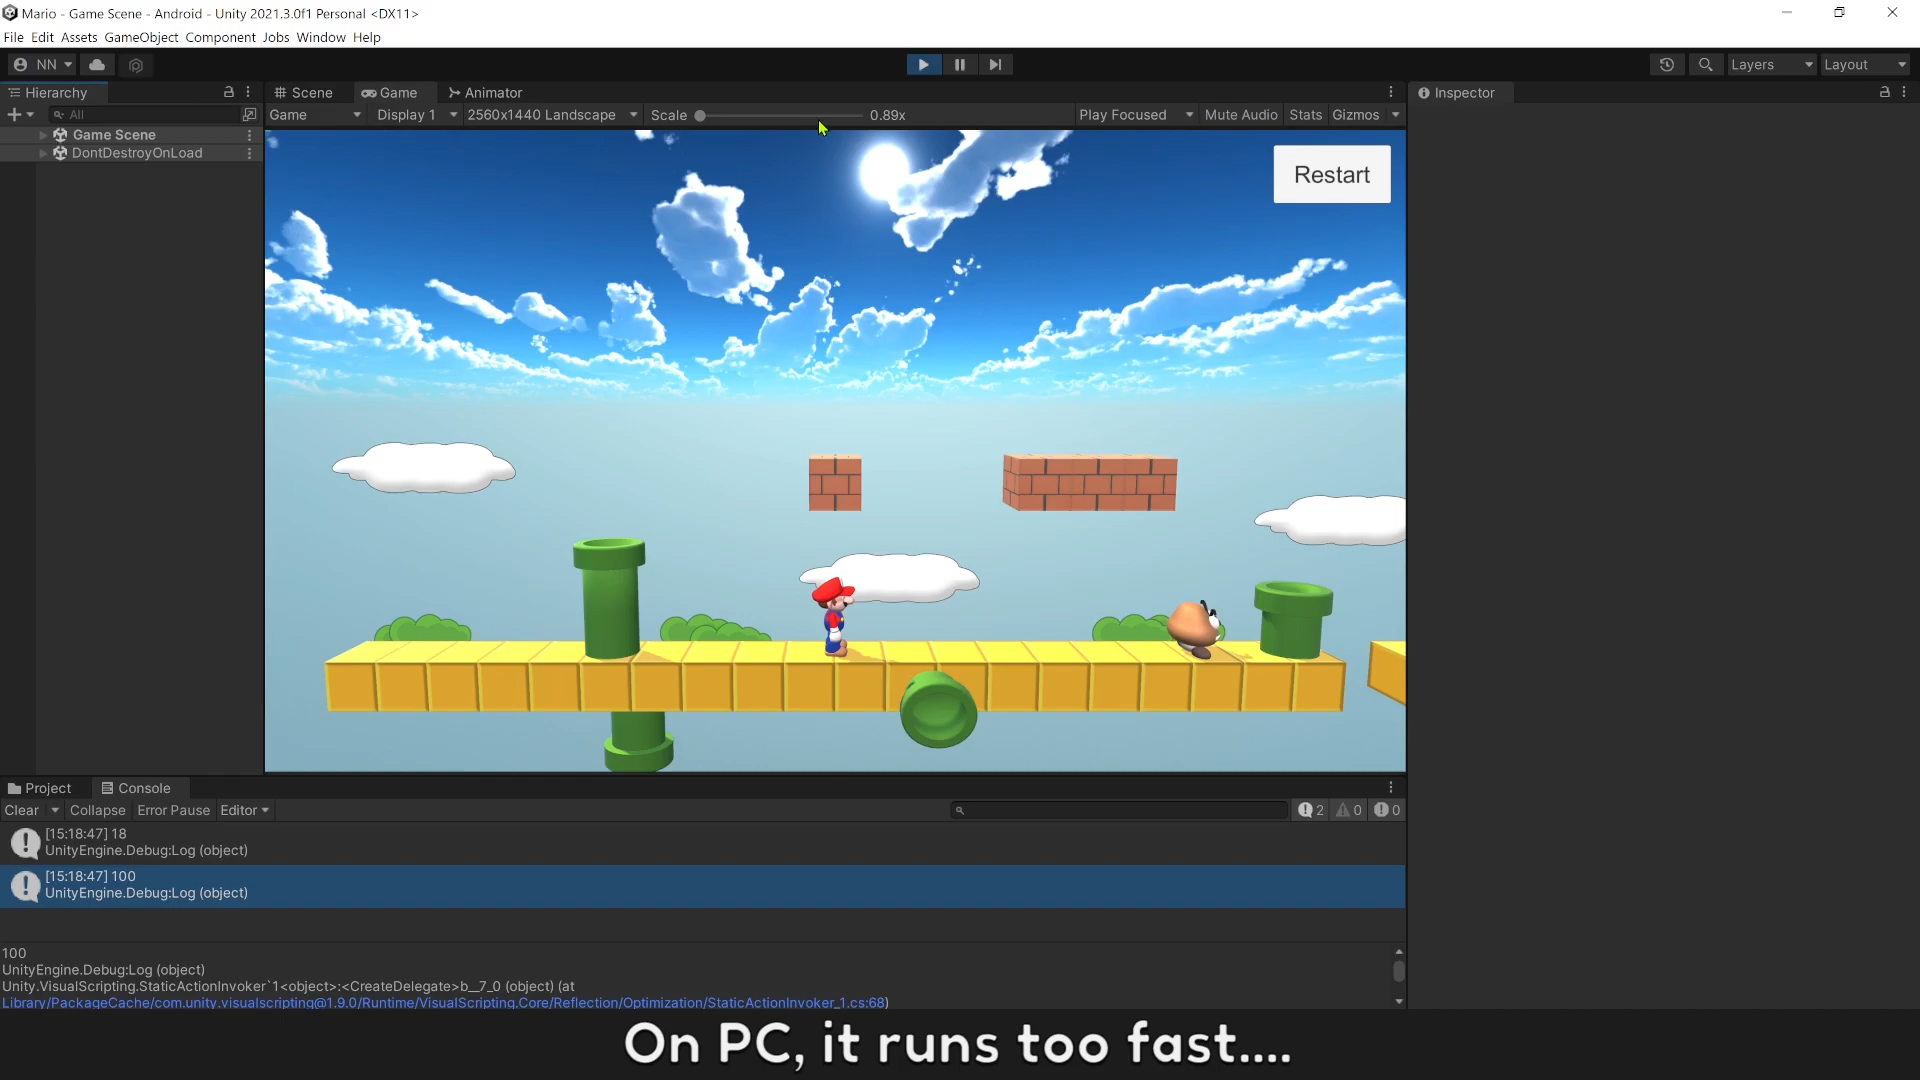 Mario - Game Scene - Android - Unity 2021.3.0f1 Personal <DX11>
File Edit Assets GameObject Component Jobs Window Help
NN Layers Layout
Hierarchy Scene Game Animator Inspector
All Game Display 1 2560x1440 Landscape Scale 0.89x Play Focused Mute Audio Stats Gizmos
Game Scene
DontDestroyOnLoad
Restart
Project Console
Clear Collapse Error Pause Editor 2 0 0
[15:18:47] 18
UnityEngine.Debug:Log (object)
[15:18:47] 100
UnityEngine.Debug:Log (object)
100
UnityEngine.Debug:Log (object)
Unity.VisualScripting.StaticActionInvoker`1<object>:<CreateDelegate>b__7_0 (object) (at
Library/PackageCache/com.unity.visualscripting@1.9.0/Runtime/VisualScripting.Core/Reflection/Optimization/StaticActionInvoker_1.cs:68)
On PC, it runs too fast....